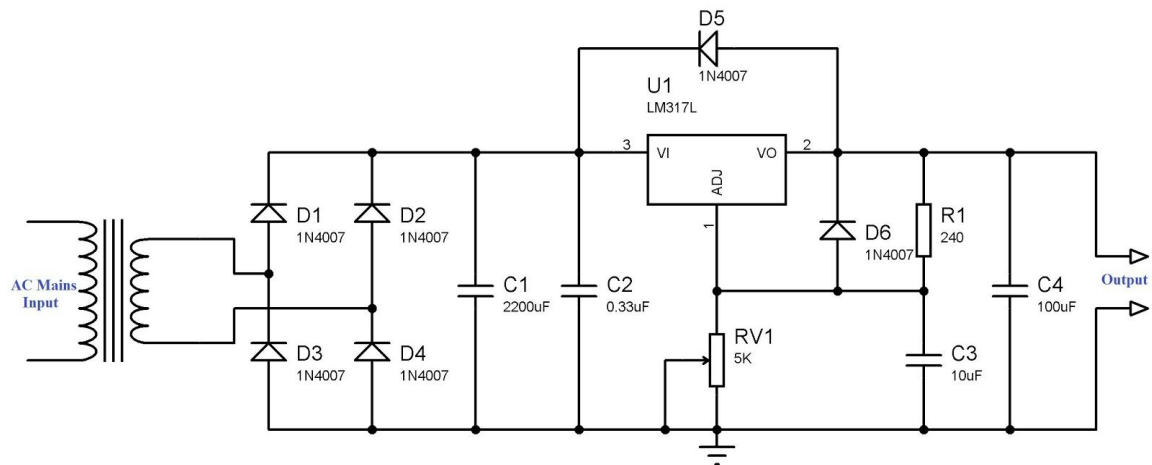 D5
1N4007
U1
LM317L
3
VI
VO
2
ADJ
1
D1
1N4007
D2
1N4007
D6
1N4007
R1
240
AC Mains
Input
C1
2200uF
C2
0.33uF
C4
100uF
Output
D3
1N4007
D4
1N4007
RV1
5K
C3
10uF